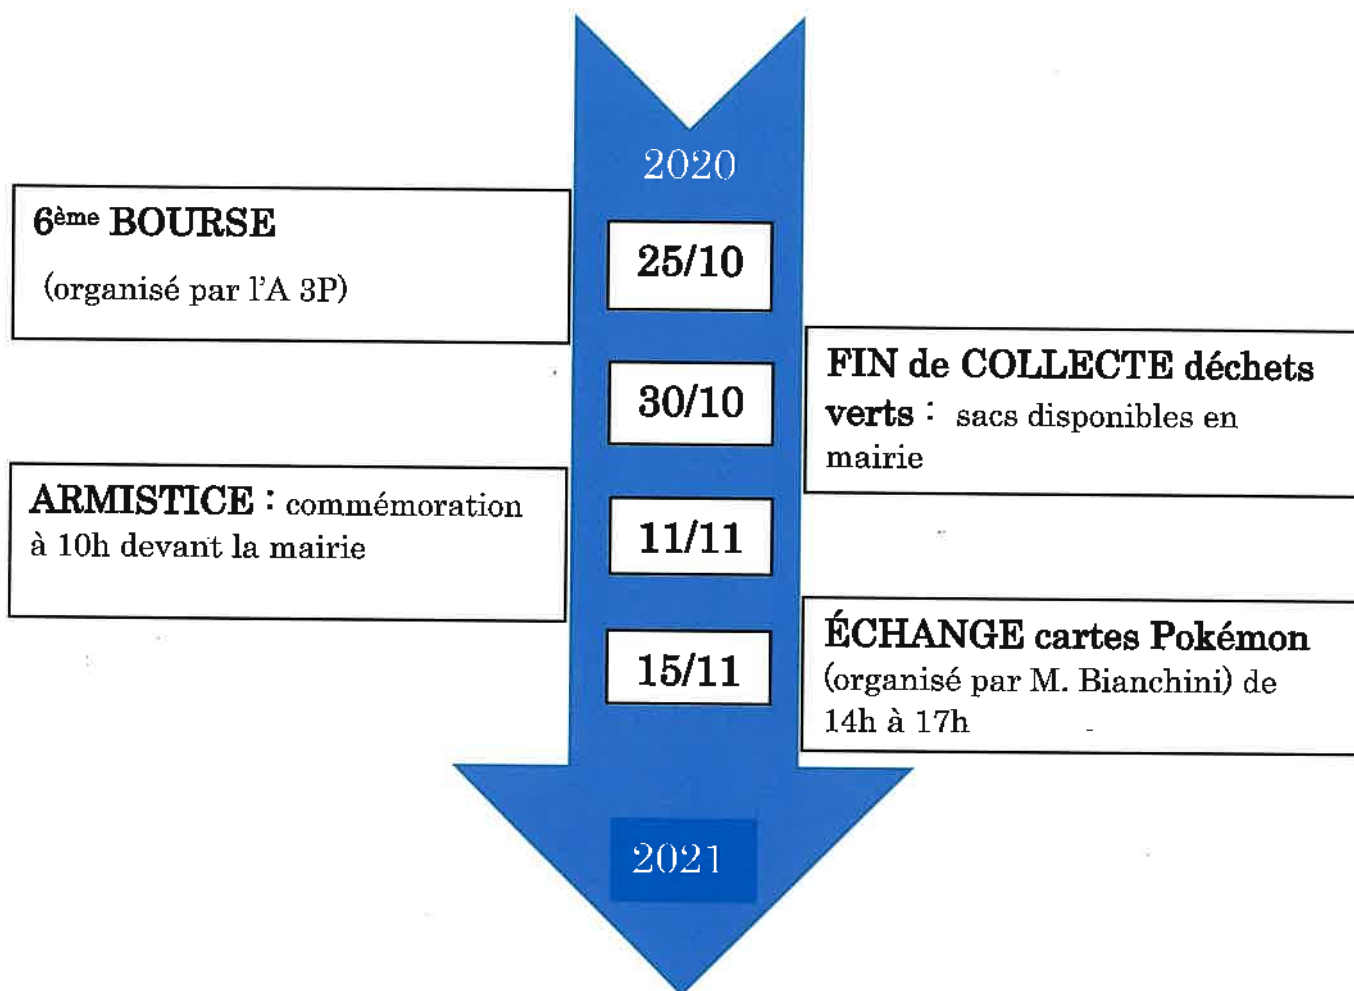 2020
6ème BOURSE
(organisé par l'A 3P)
25/10
30/10
FIN de COLLECTE déchets
verts : sacs disponibles en
mairie
ARMISTICE : commémoration
à 10h devant la mairie
11/11
15/11
ÉCHANGE cartes Pokémon
(organisé par M. Bianchini) de
14h à 17h
2021